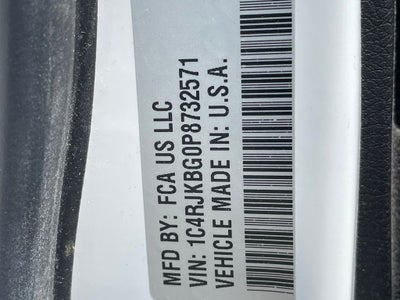 MFD BY: FCA US LLC
VIN: 1C4RJKBG0P8732571
VEHICLE MADE IN: U.S.A.